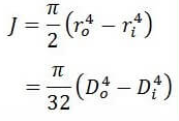 J = π/2 (r_o^4 − r_i^4)
= π/32 (D_o^4 − D_i^4)